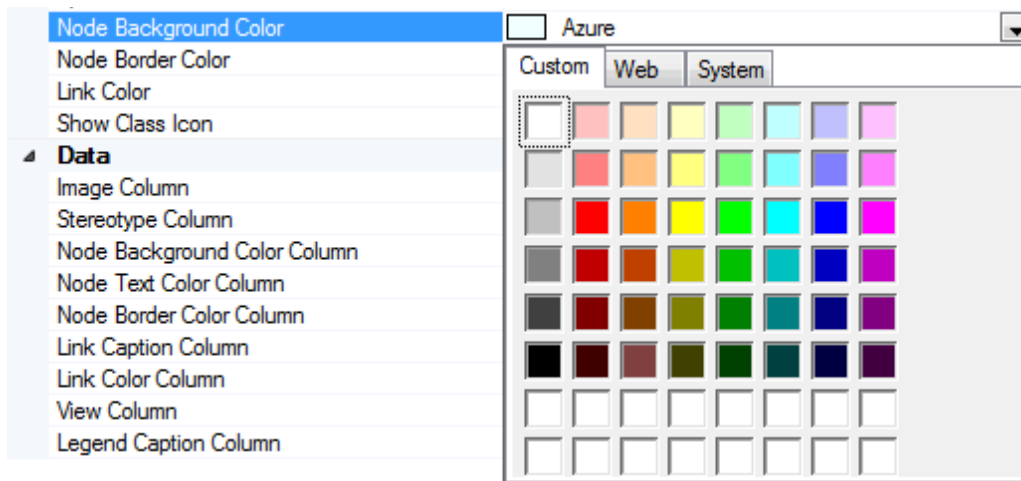 Node Background Color
Azure
Node Border Color
Custom Web System
Link Color
Show Class Icon
Data
Image Column
Stereotype Column
Node Background Color Column
Node Text Color Column
Node Border Color Column
Link Caption Column
Link Color Column
View Column
Legend Caption Column